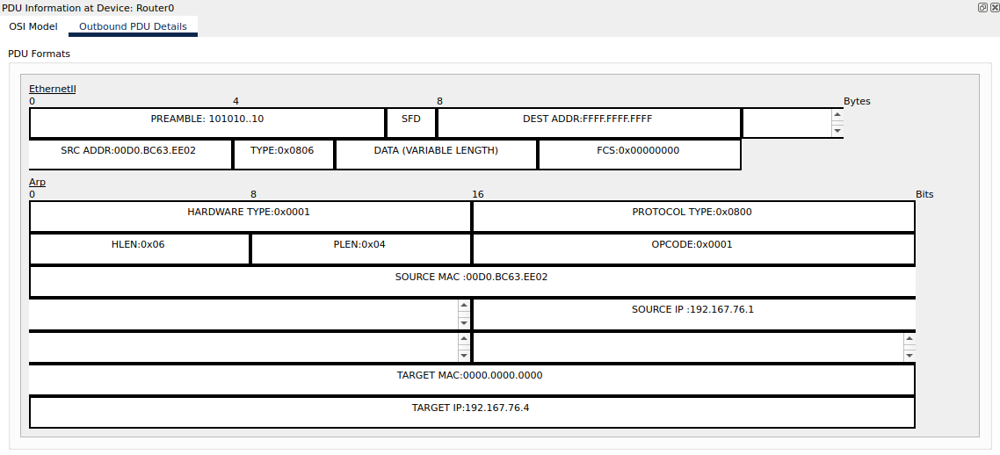 PDU Information at Device: Router0
OSI Model Outbound PDU Details
PDU Formats
EthernetII
0 4 8 Bytes
PREAMBLE: 101010..10 SFD DEST ADDR:FFFF.FFFF.FFFF
SRC ADDR:00D0.BC63.EE02 TYPE:0x0806 DATA (VARIABLE LENGTH) FCS:0x00000000
Arp
0 8 16 Bits
HARDWARE TYPE:0x0001 PROTOCOL TYPE:0x0800
HLEN:0x06 PLEN:0x04 OPCODE:0x0001
SOURCE MAC :00D0.BC63.EE02
SOURCE IP :192.167.76.1
TARGET MAC:0000.0000.0000
TARGET IP:192.167.76.4